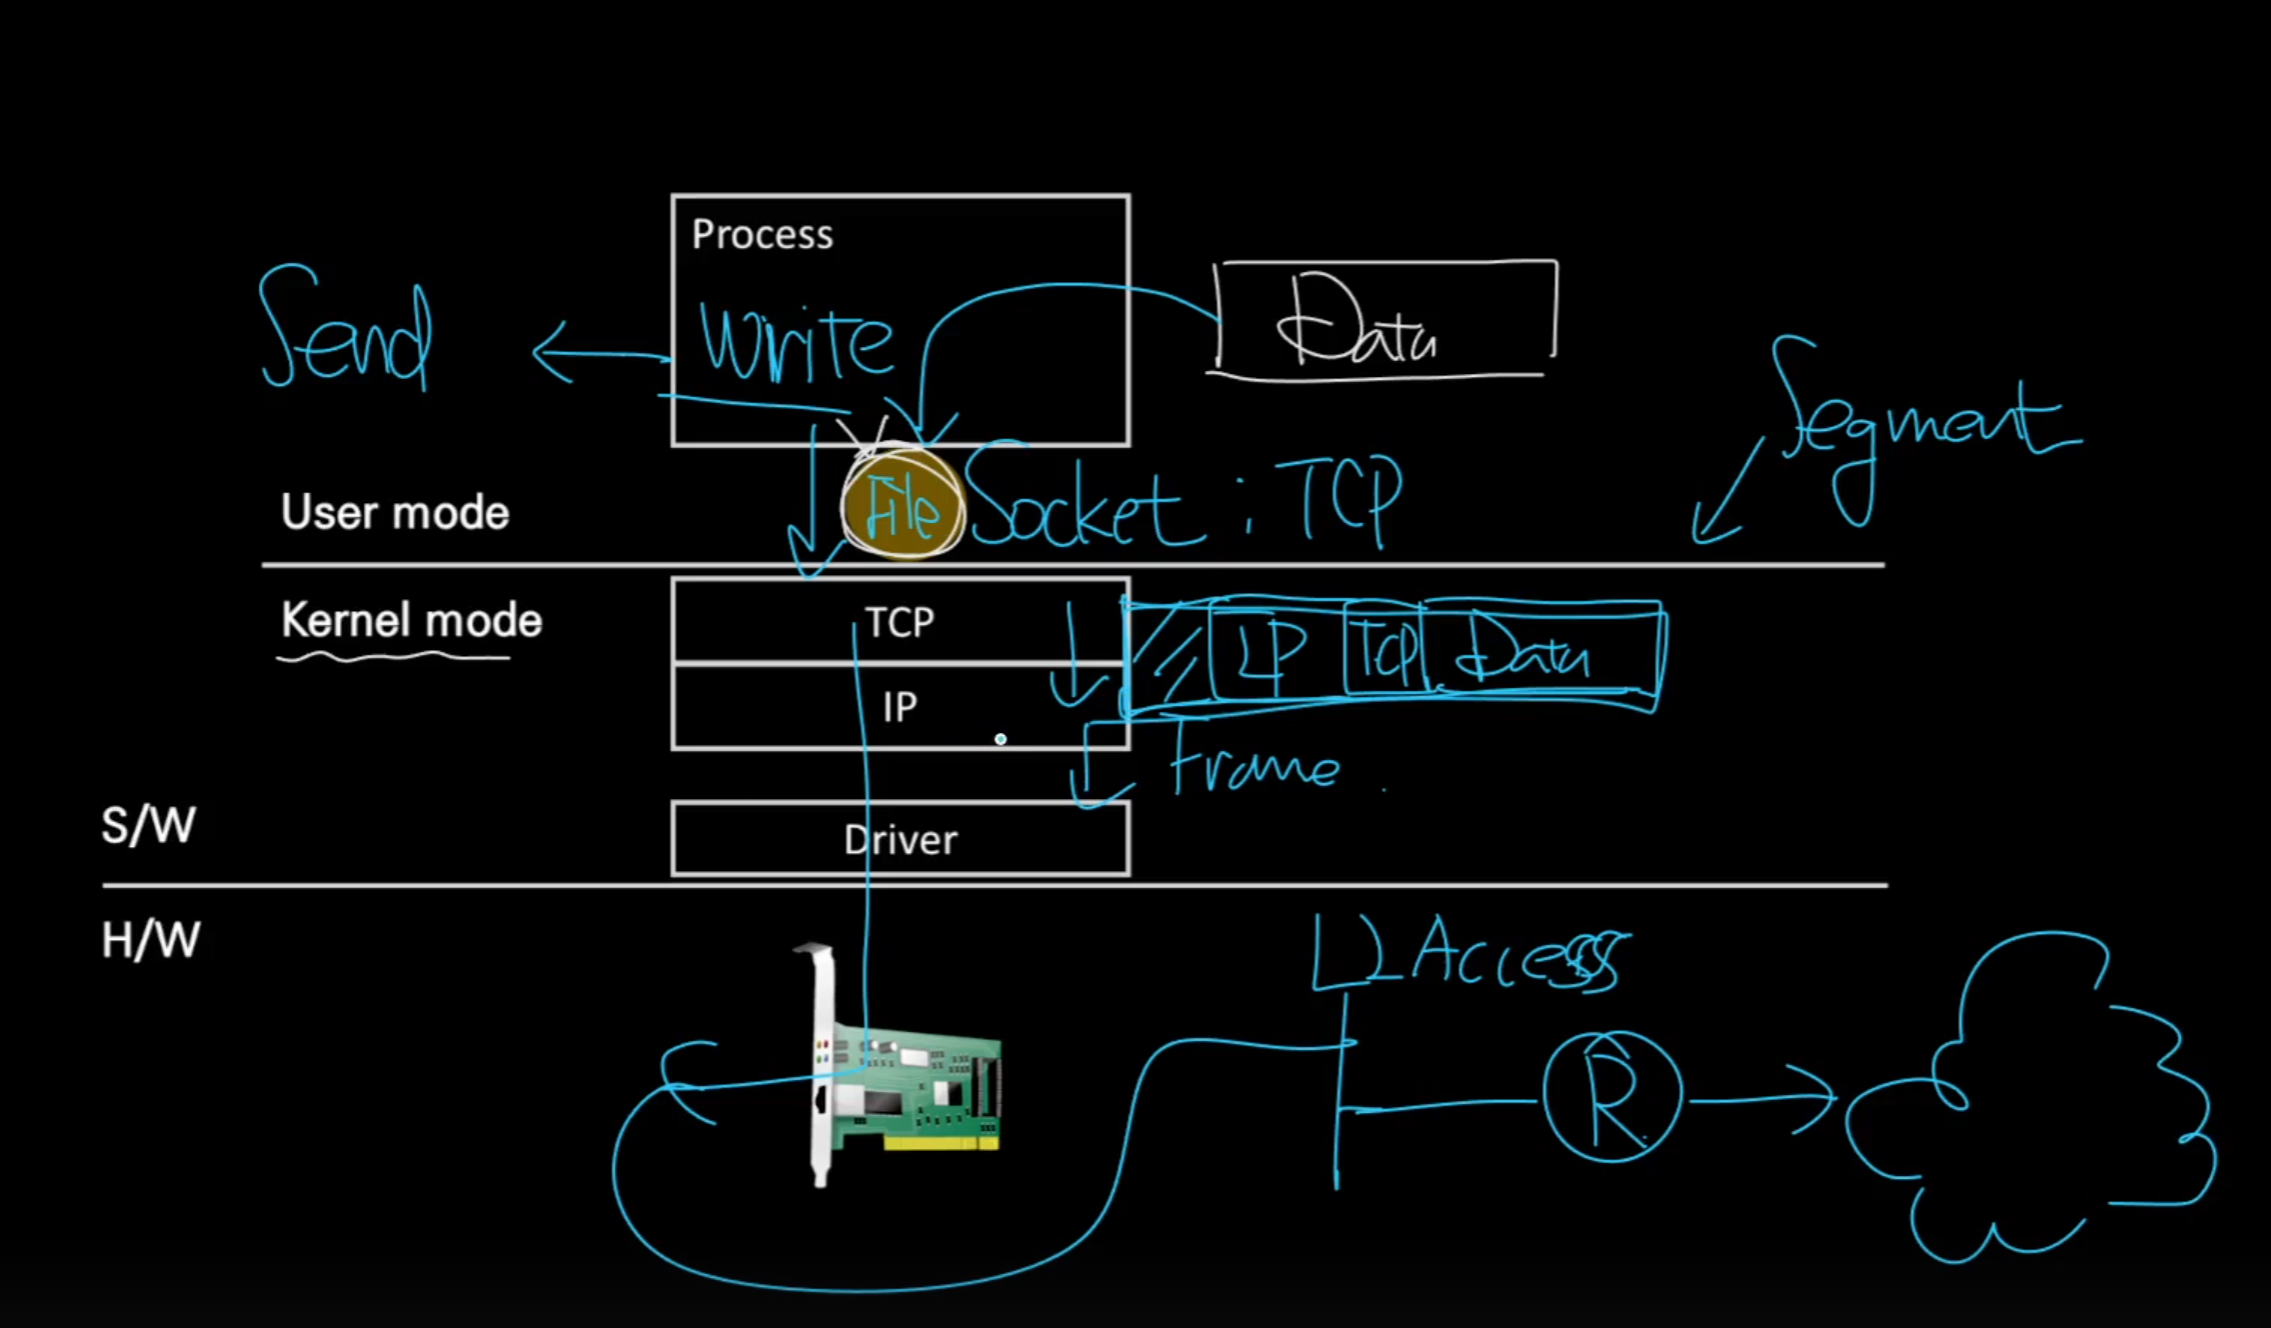 Process
Send
Write
Data
Segment
User mode
File
Socket : TCP
Kernel mode
TCP
IP
TCP
Data
IP
Frame
S/W
Driver
H/W
L2 Access
R